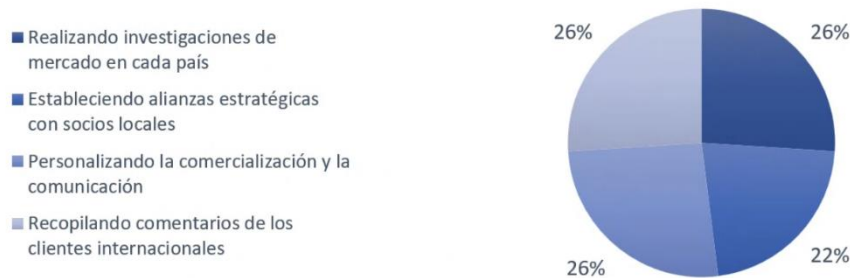 Realizando investigaciones de
mercado en cada país
Estableciendo alianzas estratégicas
con socios locales
Personalizando la comercialización y la
comunicación
Recopilando comentarios de los
clientes internacionales
26%
26%
22%
26%